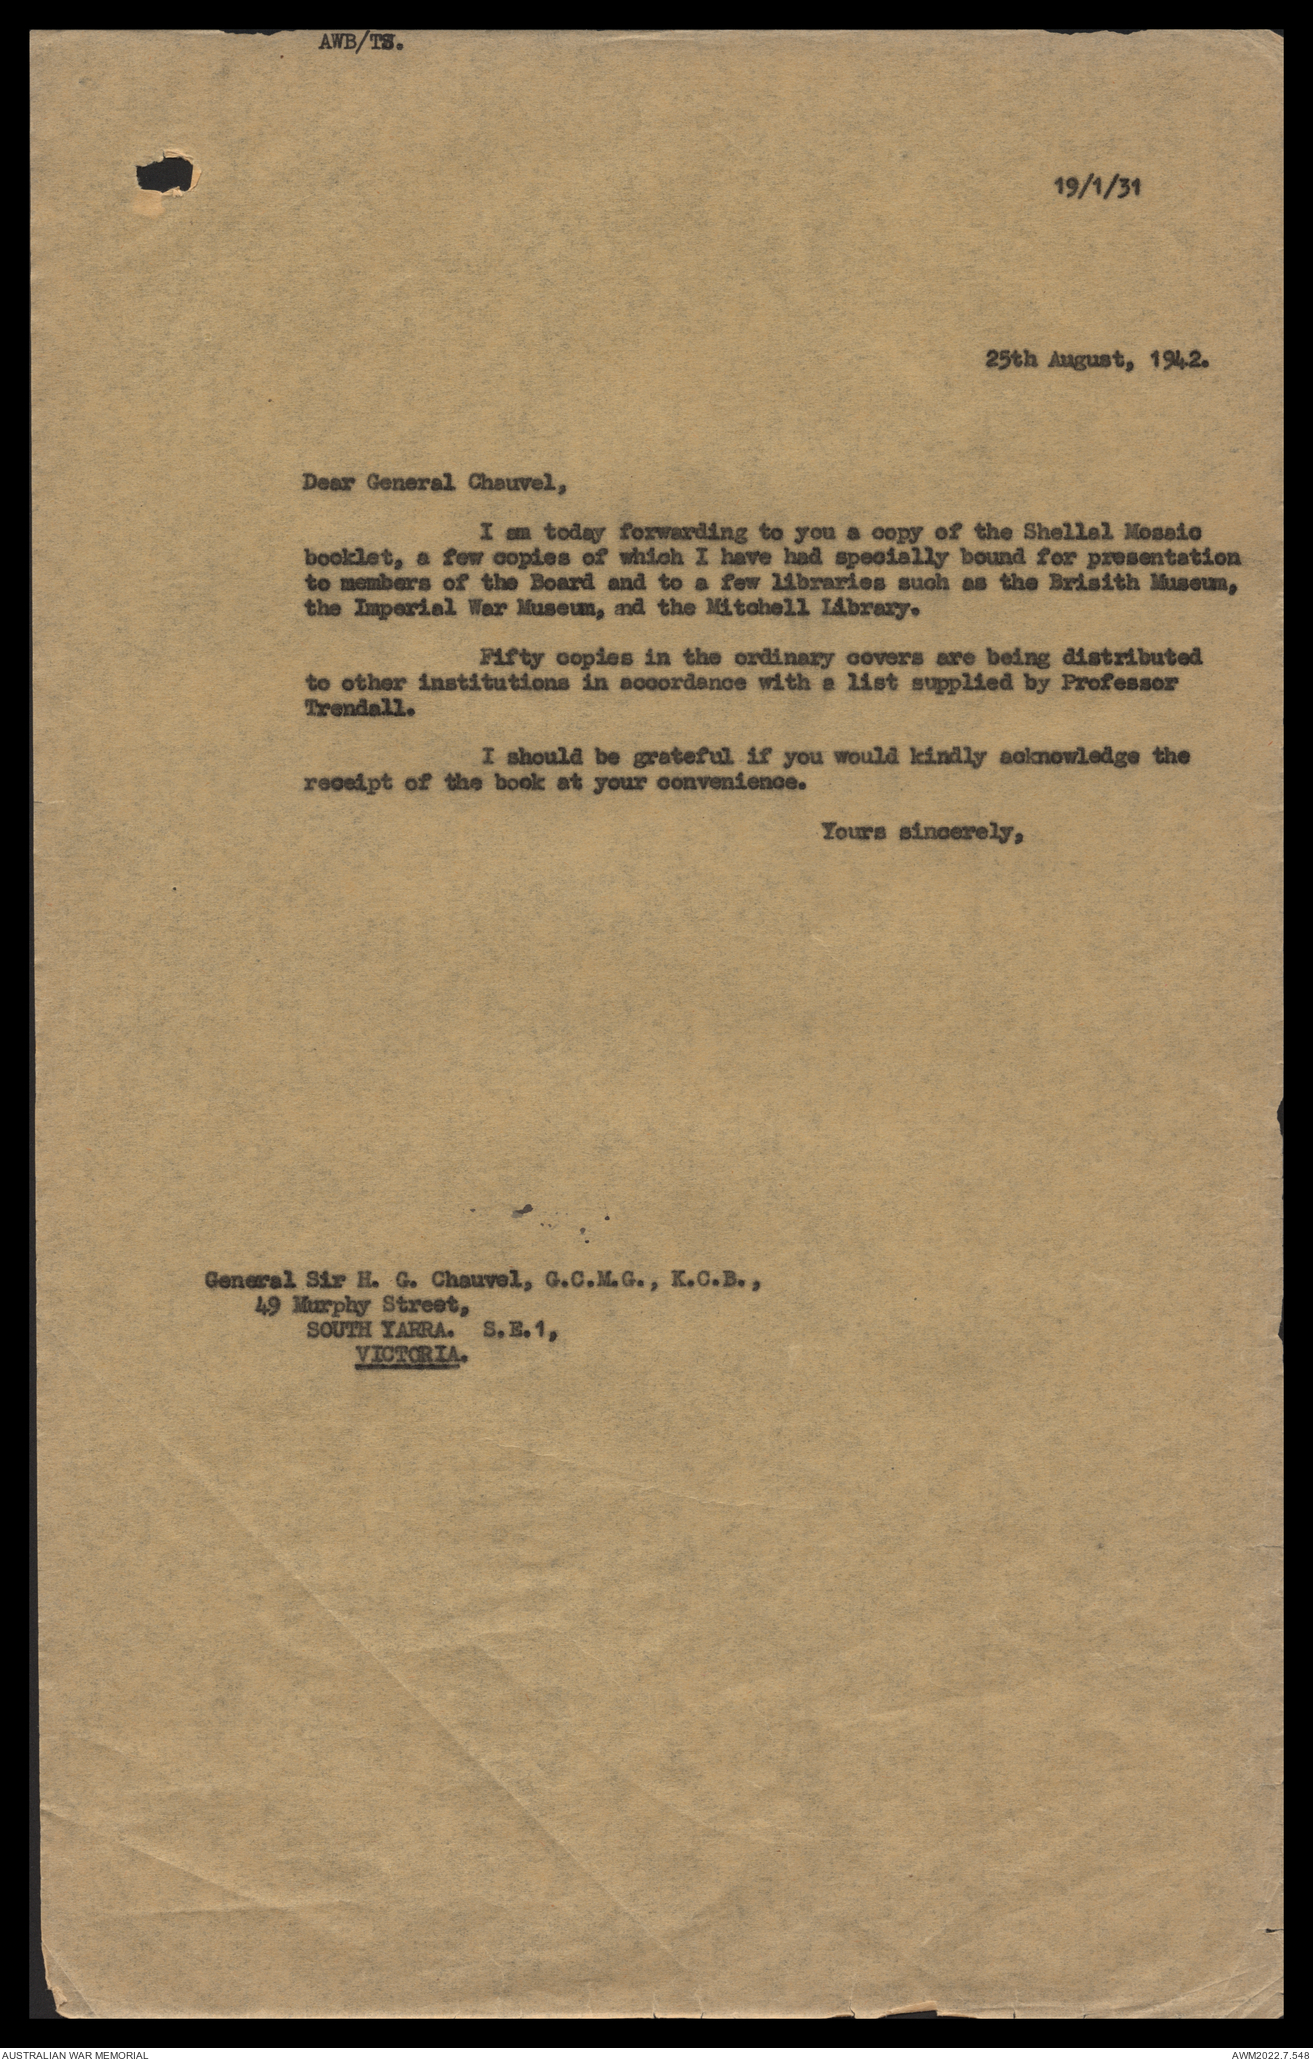 AWB/TS.
19/1/31
25th August, 1942.
Dear General Chauvel,
I am today forwarding to you a copy of the Shellal Mosaic
booklet, a few copies of which I have had specially bound for presentation
to members of the Board and to a few libraries such as the Brisith Museum,
the Imperial War Museum, and the Mitchell Library.
Fifty copies in the ordinary covers are being distributed
to other institutions in accordance with a list supplied by Professor
Trendall.
I should be grateful if you would kindly acknowledge the
receipt of the book at your convenience.
Yours sincerely,
General Sir H. G. Chauvel, G.C.M.G., K.C.B.,
49 Murphy Street,
SOUTH YARRA. S.E.1,
VICTORIA.
AUSTRALIAN WAR MEMORIAL
AWM2022.7.548